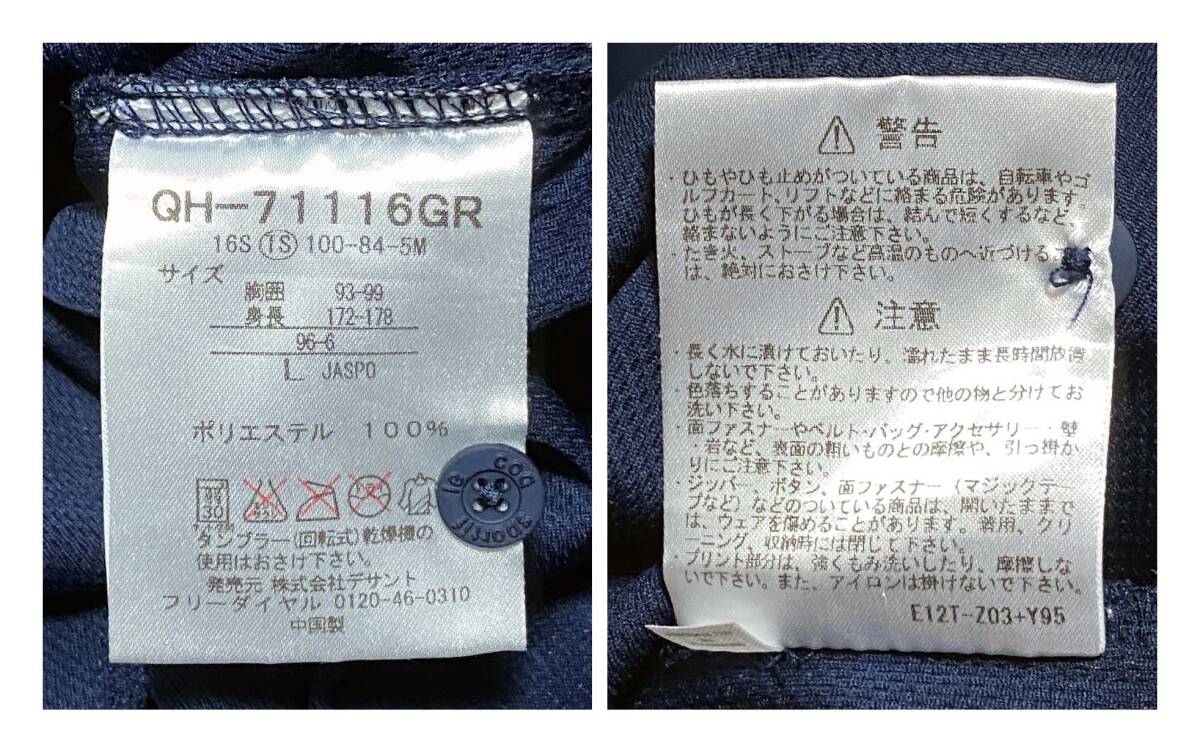 QH-71116GR
16S TS 100-84-5M
サイズ
胸囲 93-99
身長 172-178
96-6
L JASPO
ポリエステル 100%
30
タンブラー(回転式)乾燥機の
使用はおさけ下さい。
発売元 株式会社デサント
フリーダイヤル 0120-46-0310
中国製
le coq sportif
警告
・ひもやひも止めがついている商品は、自転車やゴ
ルフカート、リフトなどに絡まる危険があります。
ひもが長く下がる場合は、結んで短くするなど、
絡まないようにご注意下さい。
・たき火、ストーブなど高温のものへ近づける
は、絶対におさけ下さい。
注意
・長く水に漬けておいたり、濡れたまま長時間放置
しないで下さい。
・色落ちすることがありますので他の物と分けてお
洗い下さい。
・面ファスナーやベルト・バッグ・アクセサリー・壁
岩など、表面の粗いものとの摩擦や、引っ掛か
りにご注意下さい。
・ジッパー、ボタン、面ファスナー(マジックテー
プなど)などのついている商品は、開いたままで
は、ウェアを傷めることがあります。着用、クリ
ーニング、収納時には閉じて下さい。
・プリント部分は、強くもみ洗いしたり、摩擦しな
いで下さい。また、アイロンは掛けないで下さい。
E12T-Z03+Y95